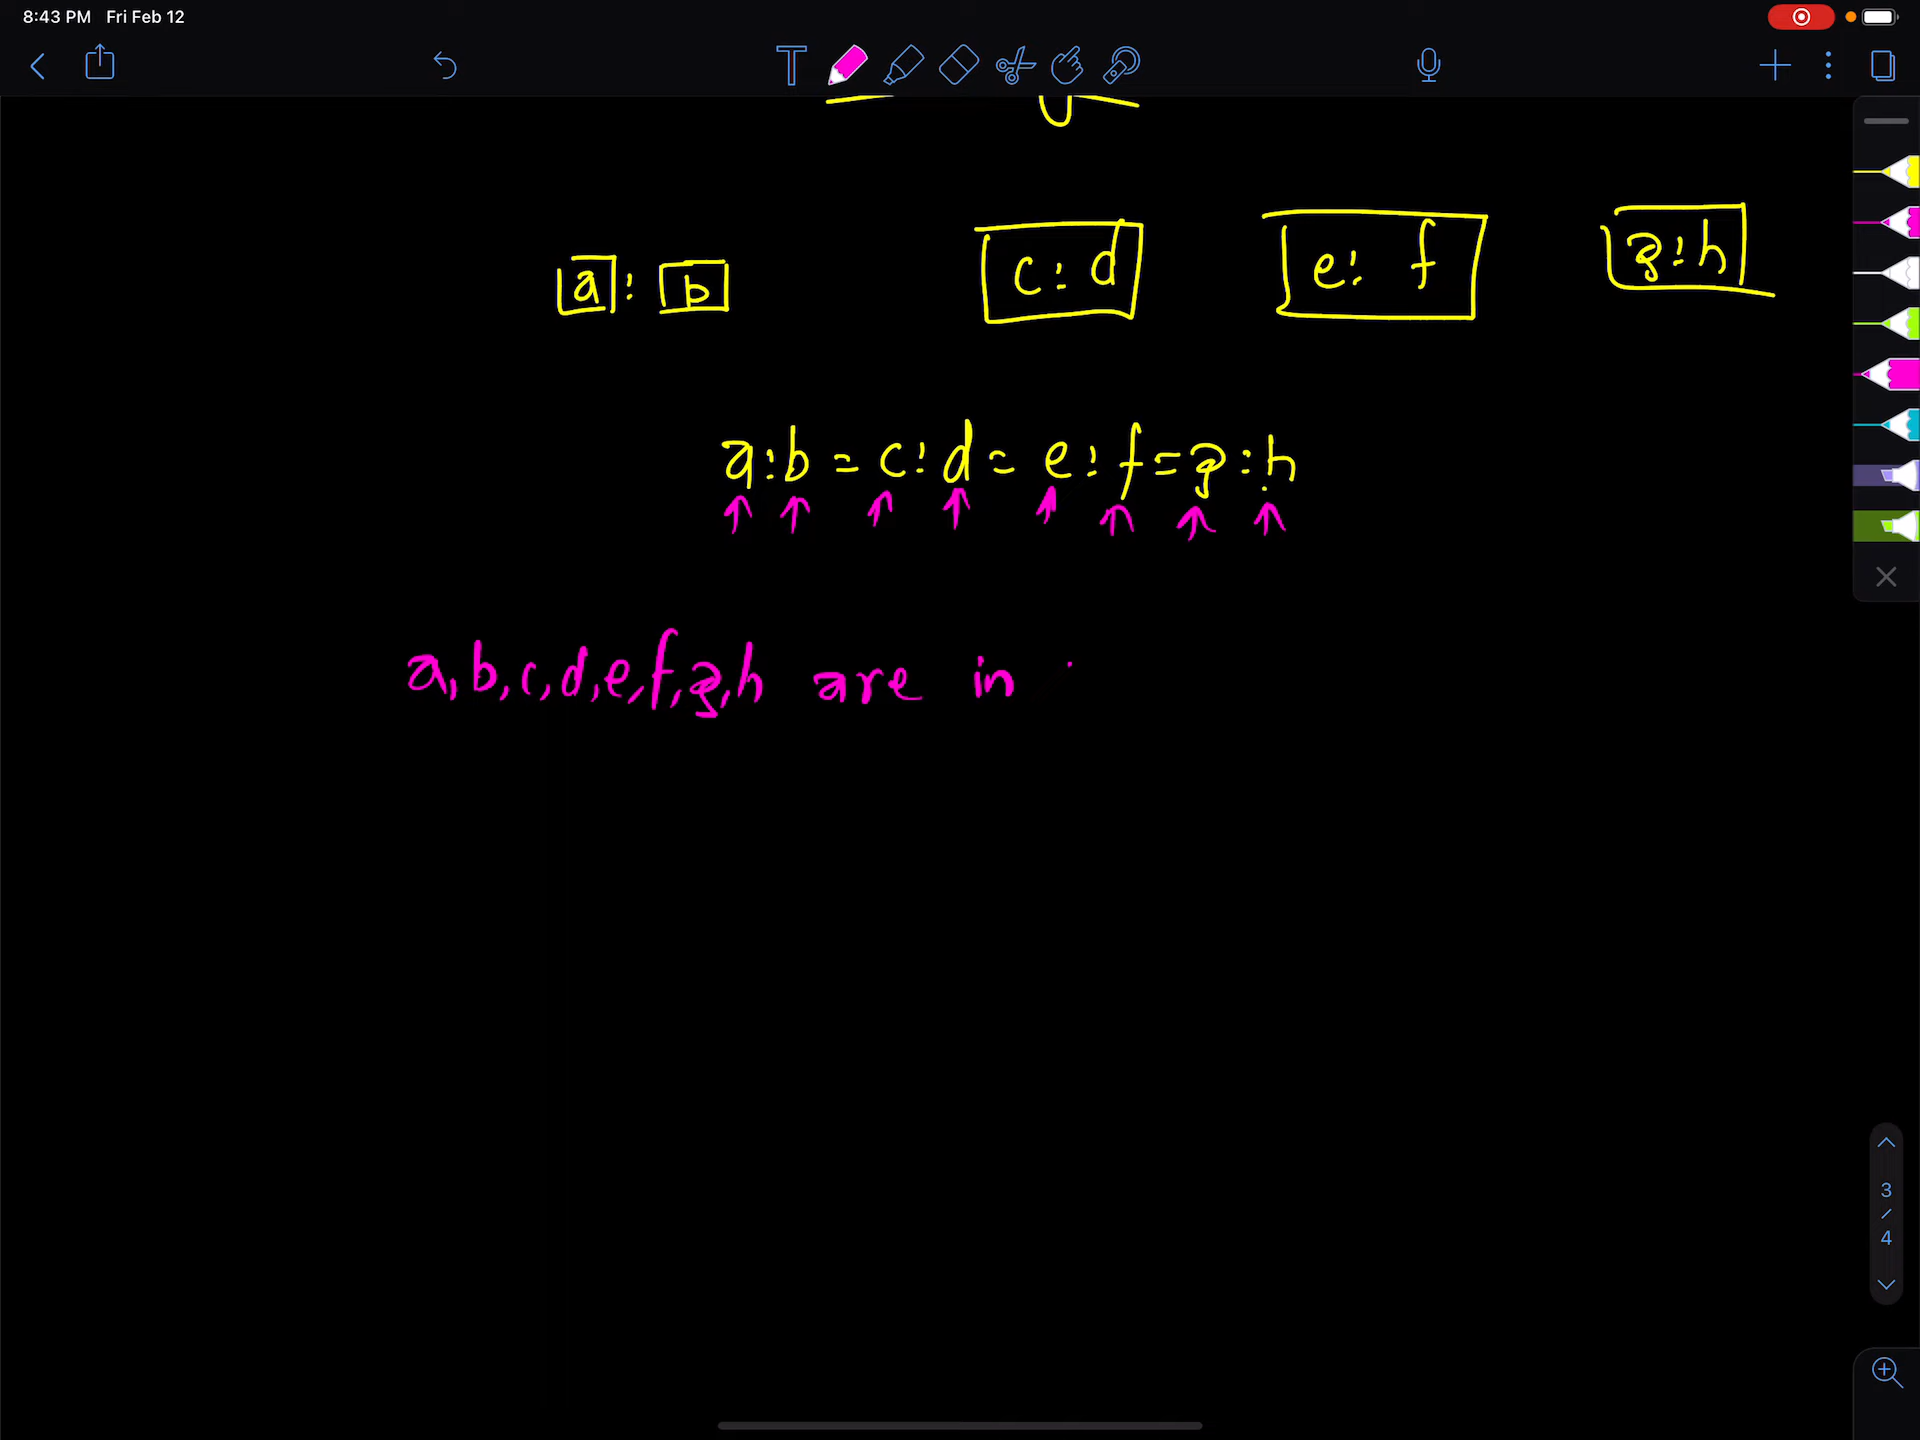 8:43 PM Fri Feb 12
T
a : b c : d e : f g : h
a : b = c : d = e : f = g : h
a, b, c, d, e, f, g, h are in
3
/
4